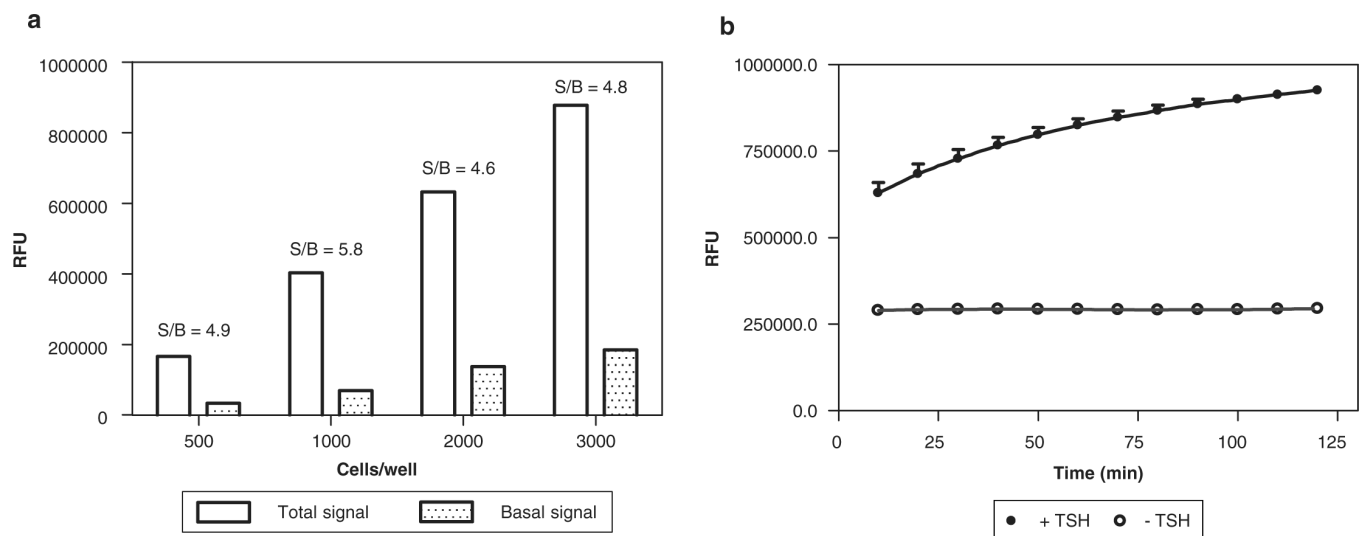 a
1000000
800000
600000
400000
200000
0
RFU
S/B = 4.9
S/B = 5.8
S/B = 4.6
S/B = 4.8
500 1000 2000 3000
Cells/well
Total signal Basal signal
b
1000000.0
750000.0
500000.0
250000.0
0.0
RFU
0 25 50 75 100 125
Time (min)
+ TSH - TSH